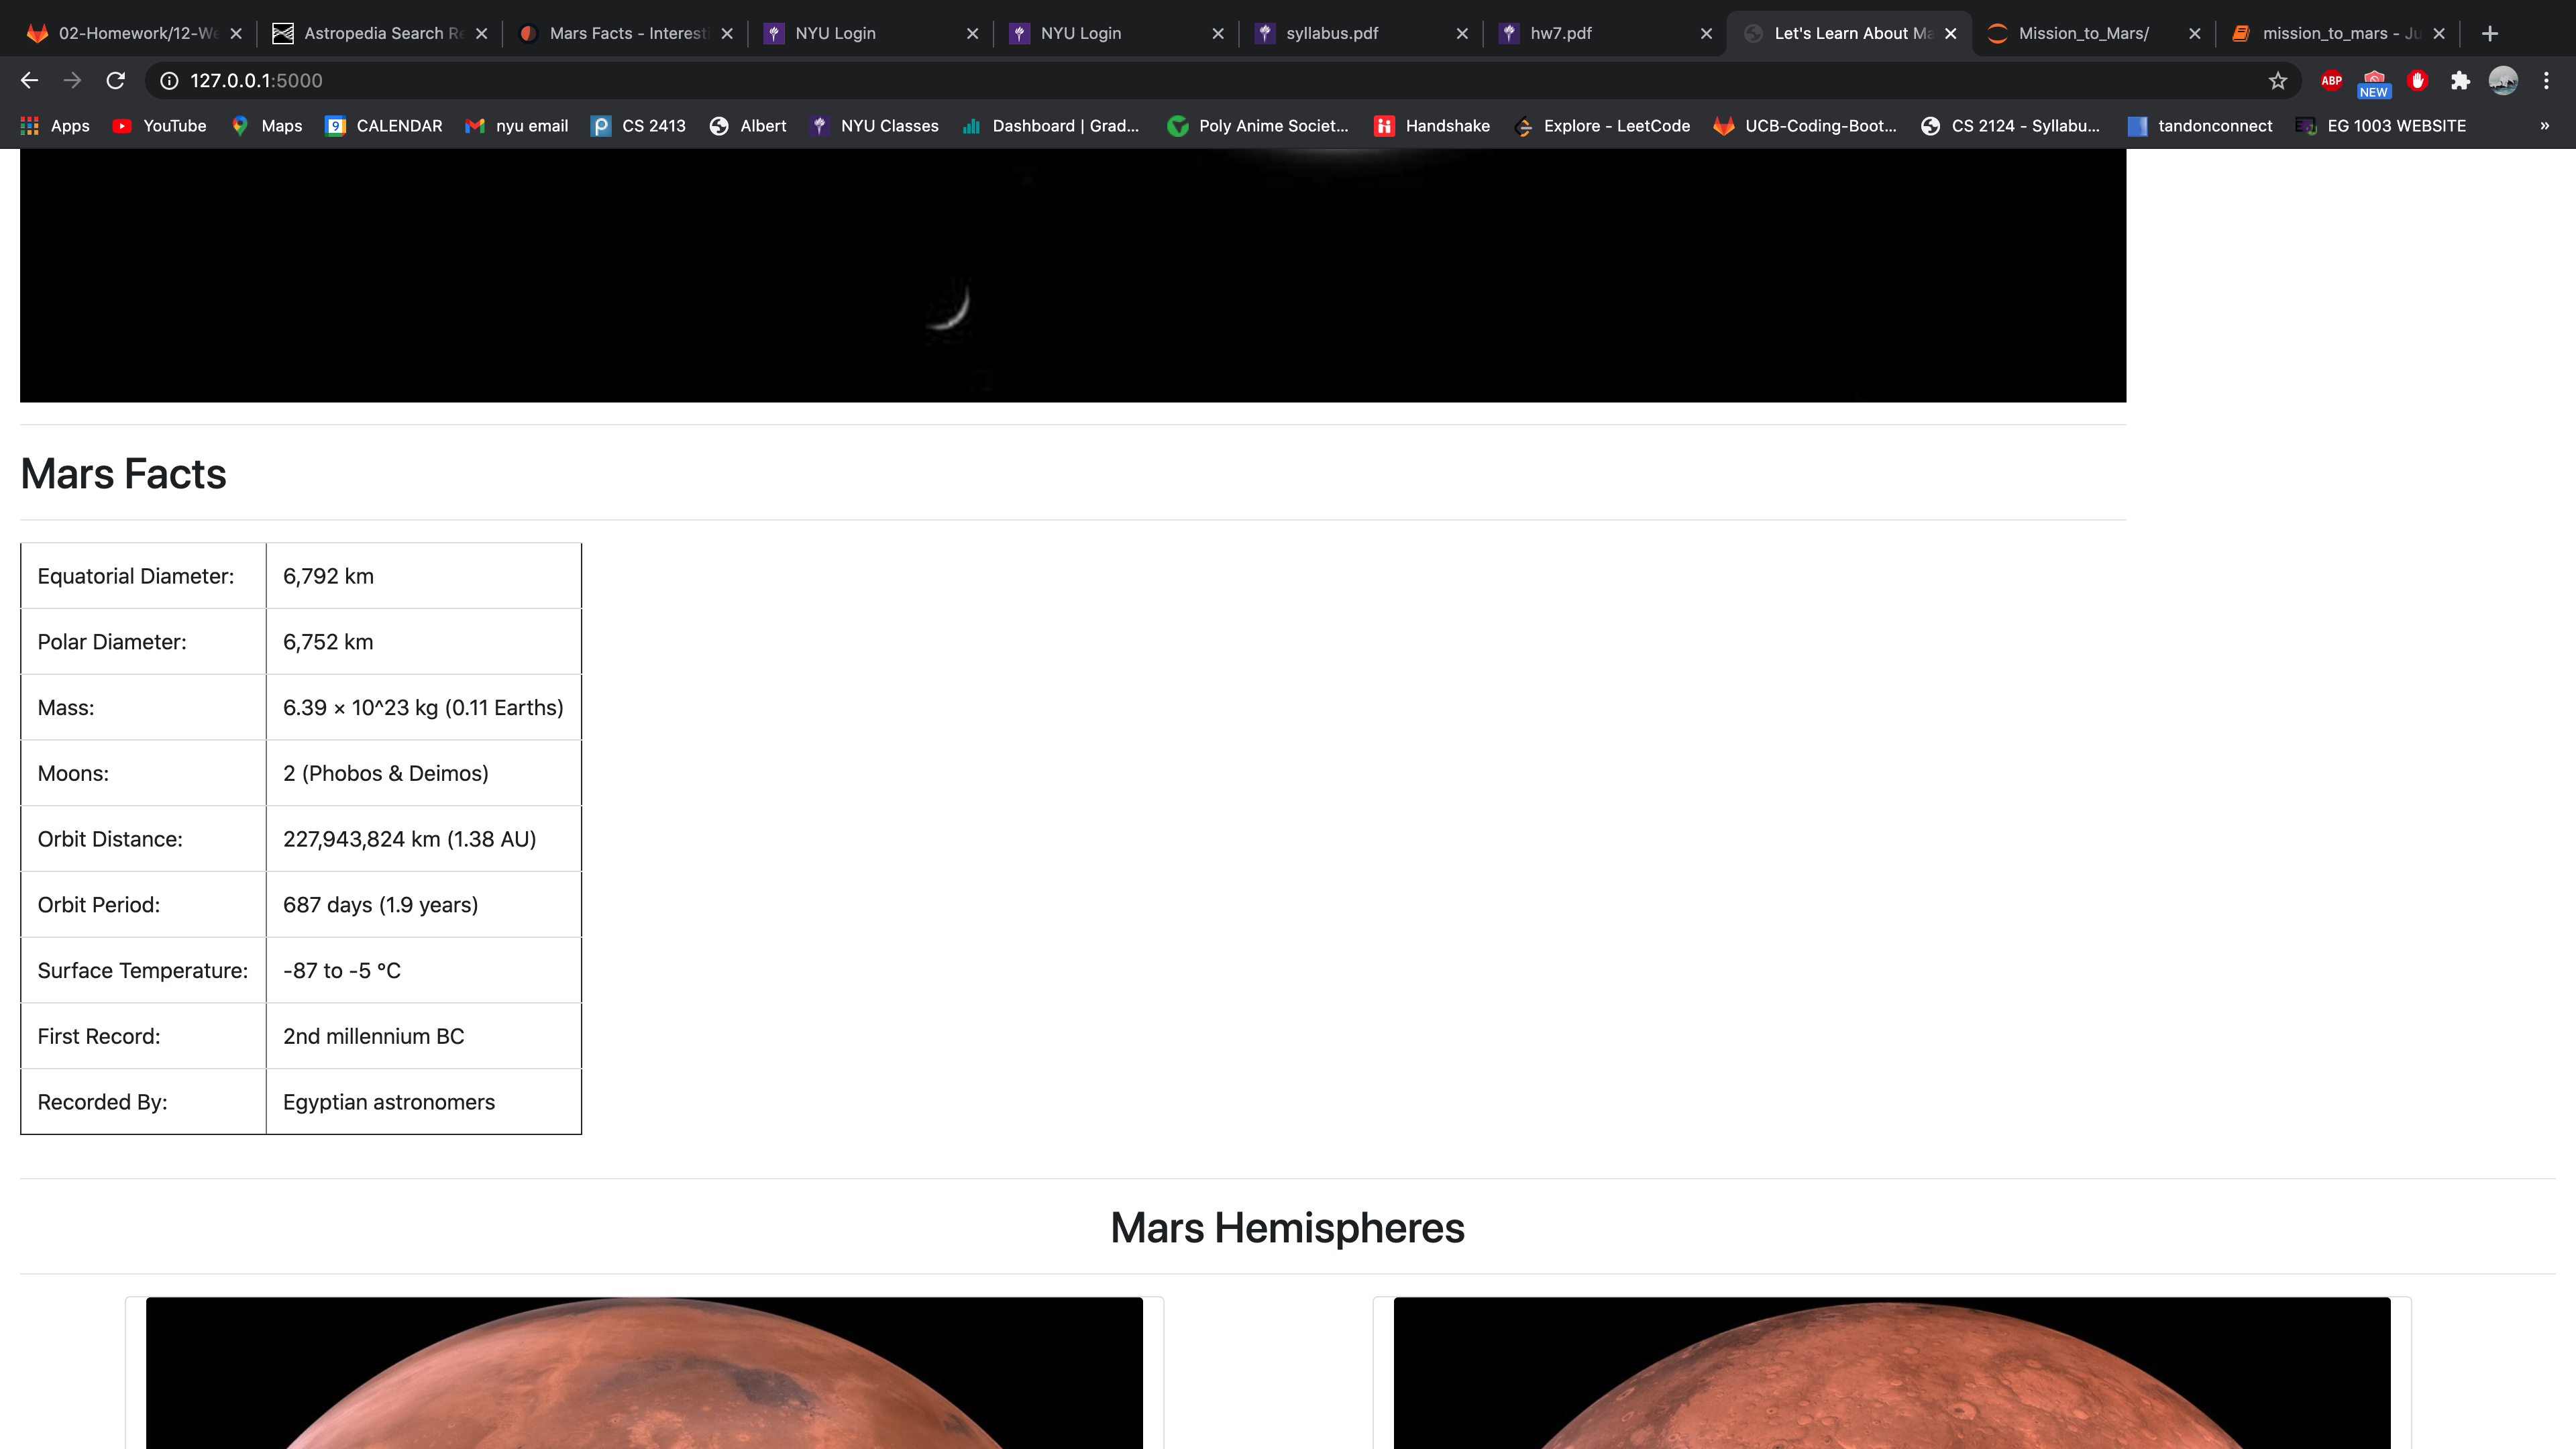 02-Homework/12-We
Astropedia Search Re
Mars Facts - Interest
NYU Login
NYU Login
syllabus.pdf
hw7.pdf
Let's Learn About Ma
Mission_to_Mars/
mission_to_mars - Ju
127.0.0.1:5000
ABP
NEW
Apps
YouTube
Maps
9
CALENDAR
nyu email
CS 2413
Albert
NYU Classes
Dashboard | Grad...
Poly Anime Societ...
Handshake
Explore - LeetCode
UCB-Coding-Boot...
CS 2124 - Syllabu...
tandonconnect
EG 1003 WEBSITE
»
Mars Facts
Equatorial Diameter: 6,792 km
Polar Diameter: 6,752 km
Mass: 6.39 × 10^23 kg (0.11 Earths)
Moons: 2 (Phobos & Deimos)
Orbit Distance: 227,943,824 km (1.38 AU)
Orbit Period: 687 days (1.9 years)
Surface Temperature: -87 to -5 °C
First Record: 2nd millennium BC
Recorded By: Egyptian astronomers
Mars Hemispheres